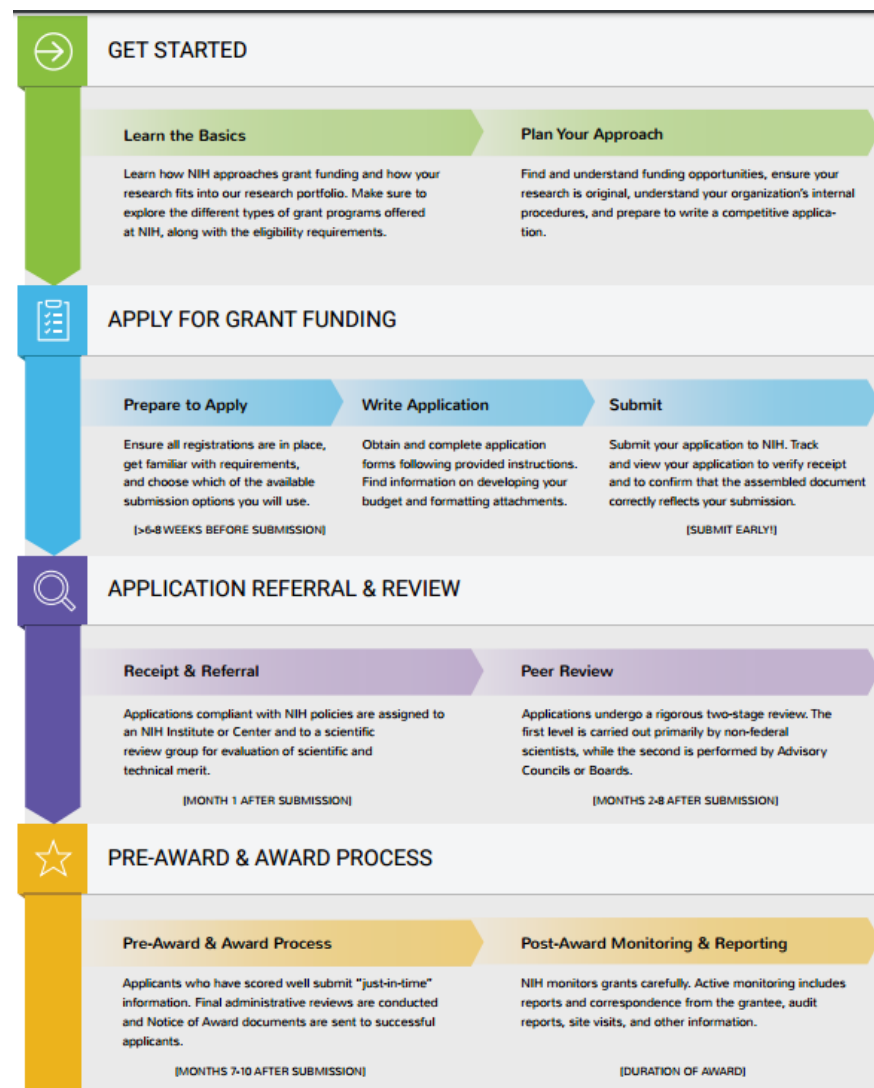 GET STARTED
Learn the Basics
Learn how NIH approaches grant funding and how your
research fits into our research portfolio. Make sure to
explore the different types of grant programs offered
at NIH, along with the eligibility requirements.
Plan Your Approach
Find and understand funding opportunities, ensure your
research is original, understand your organization's internal
procedures, and prepare to write a competitive applica-
tion.
APPLY FOR GRANT FUNDING
Prepare to Apply
Ensure all registrations are in place,
get familiar with requirements,
and choose which of the available
submission options you will use.
[>6-8 WEEKS BEFORE SUBMISSION]
Write Application
Obtain and complete application
forms following provided instructions.
Find information on developing your
budget and formatting attachments.
Submit
Submit your application to NIH. Track
and view your application to verify receipt
and to confirm that the assembled document
correctly reflects your submission.
[SUBMIT EARLY!]
APPLICATION REFERRAL & REVIEW
Receipt & Referral
Applications compliant with NIH policies are assigned to
an NIH Institute or Center and to a scientific
review group for evaluation of scientific and
technical merit.
[MONTH 1 AFTER SUBMISSION]
Peer Review
Applications undergo a rigorous two-stage review. The
first level is carried out primarily by non-federal
scientists, while the second is performed by Advisory
Councils or Boards.
[MONTHS 2-8 AFTER SUBMISSION]
PRE-AWARD & AWARD PROCESS
Pre-Award & Award Process
Applicants who have scored well submit "just-in-time"
information. Final administrative reviews are conducted
and Notice of Award documents are sent to successful
applicants.
[MONTHS 7-10 AFTER SUBMISSION]
Post-Award Monitoring & Reporting
NIH monitors grants carefully. Active monitoring includes
reports and correspondence from the grantee, audit
reports, site visits, and other information.
[DURATION OF AWARD]